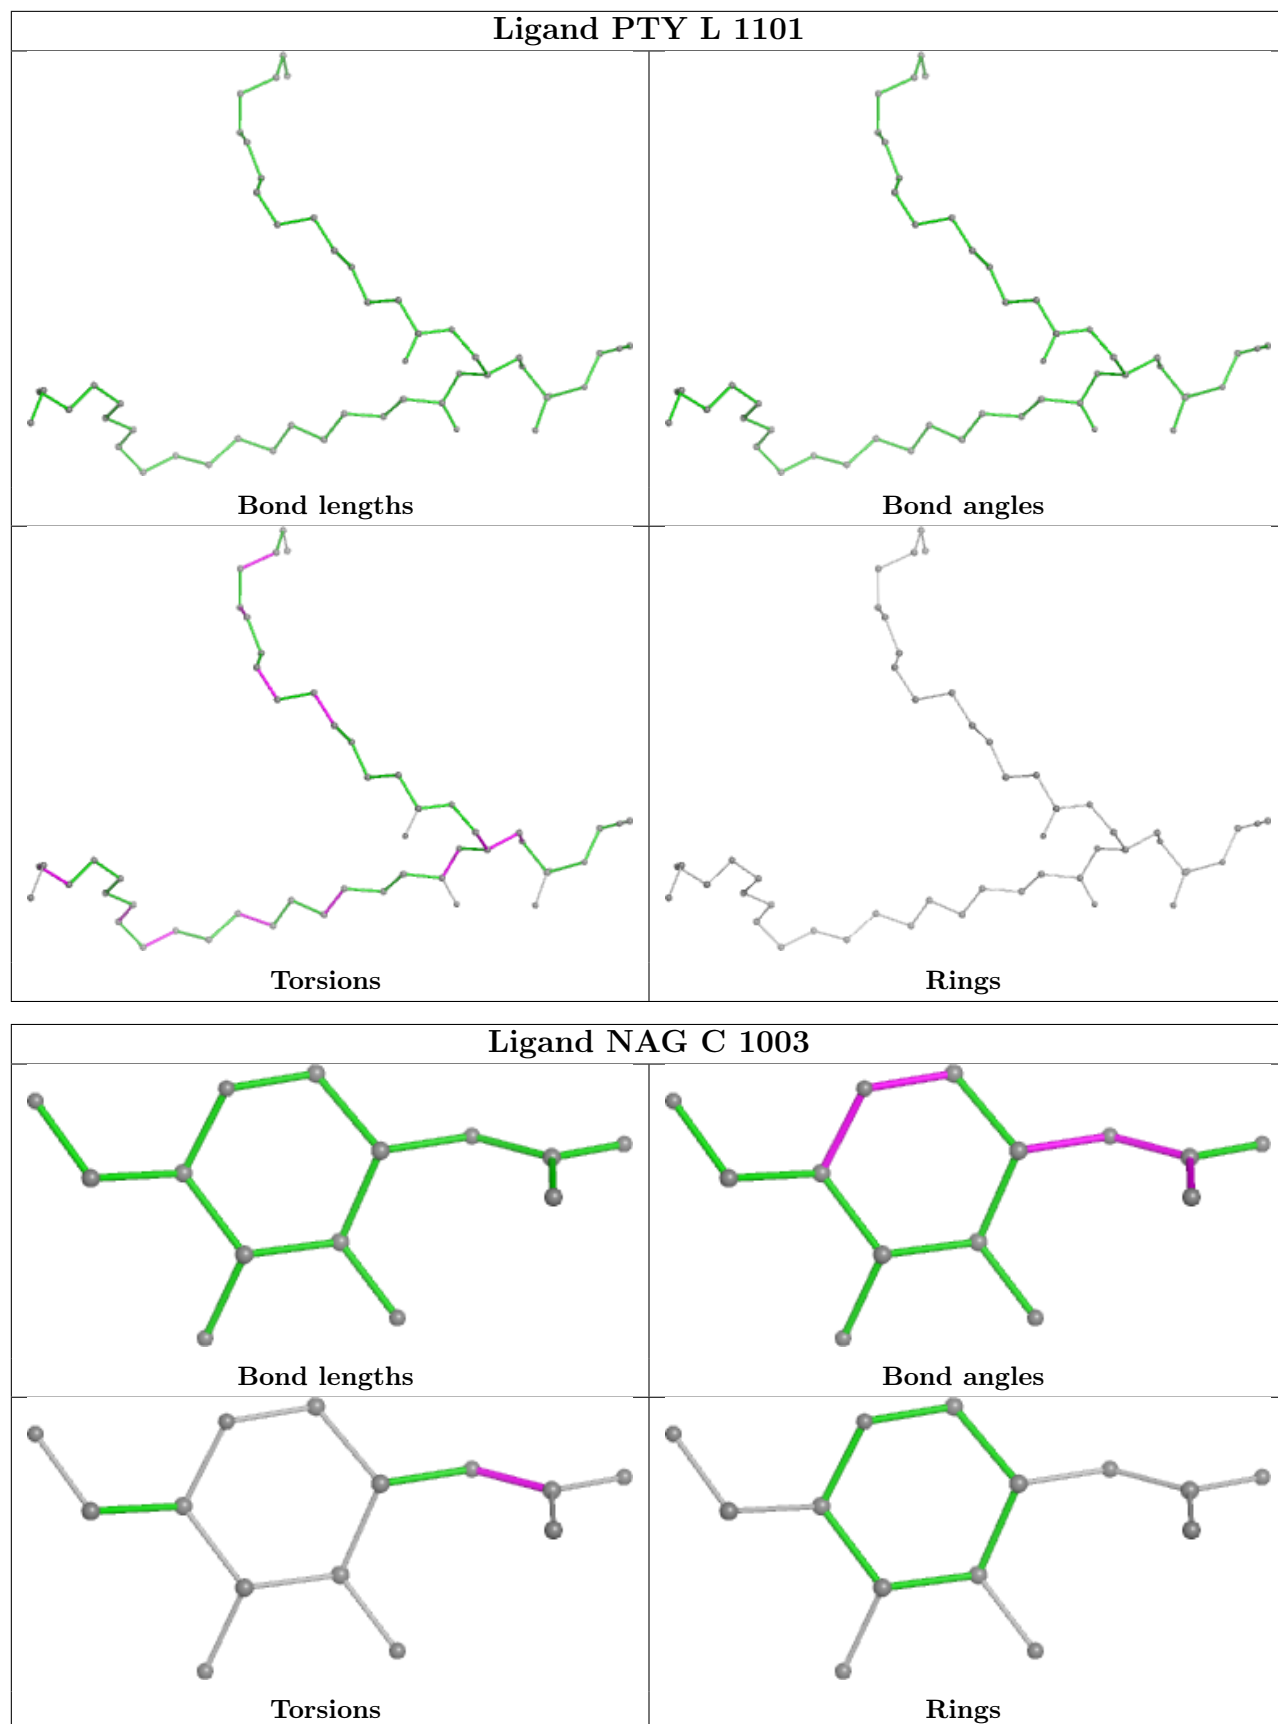 Ligand PTY L 1101
Bond lengths
Bond angles
Torsions
Rings
Ligand NAG C 1003
Bond lengths
Bond angles
Torsions
Rings